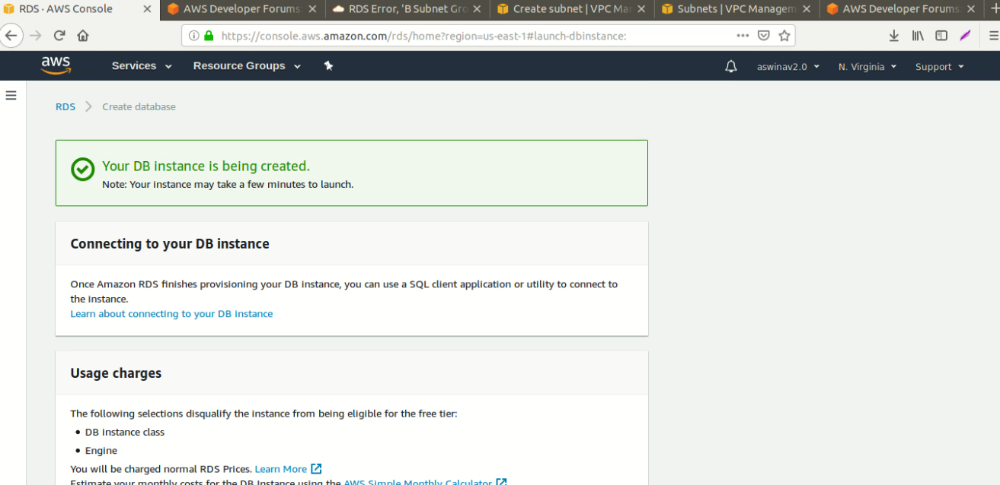 RDS · AWS Console
AWS Developer Forums:
RDS Error, 'B Subnet Gro
Create subnet | VPC Ma
Subnets | VPC Managem
AWS Developer Forums:
https://console.aws.amazon.com/rds/home?region=us-east-1#launch-dbinstance:
aws
Services
Resource Groups
aswinav2.0
N. Virginia
Support
RDS
Create database
Your DB instance is being created.
Note: Your instance may take a few minutes to launch.
Connecting to your DB instance
Once Amazon RDS finishes provisioning your DB instance, you can use a SQL client application or utility to connect to
the instance.
Learn about connecting to your DB instance
Usage charges
The following selections disqualify the instance from being eligible for the free tier:
• DB instance class
• Engine
You will be charged normal RDS Prices. Learn More
Estimate your monthly costs for the DB Instance using the AWS Simple Monthly Calculator